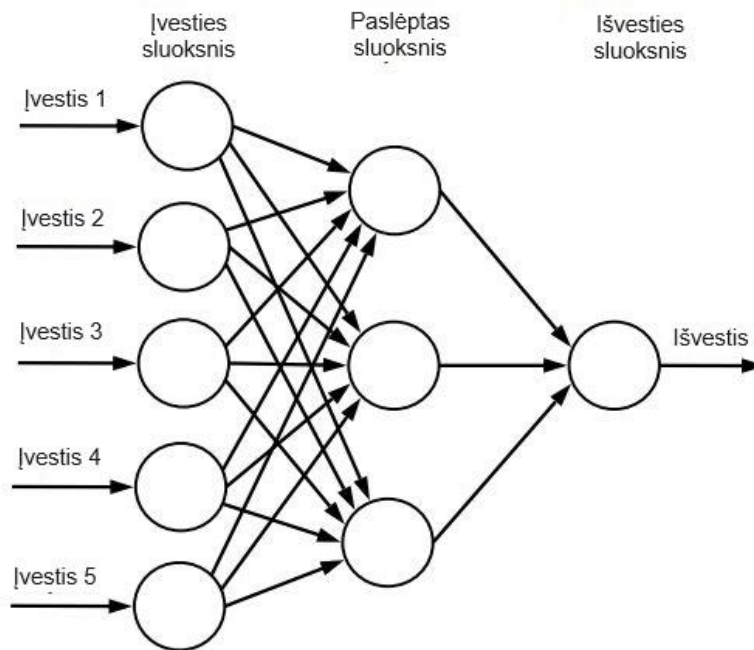 Įvesties
sluoksnis
Paslėptas
sluoksnis
Išvesties
sluoksnis
Įvestis 1
Įvestis 2
Įvestis 3
Išvestis
Įvestis 4
Įvestis 5